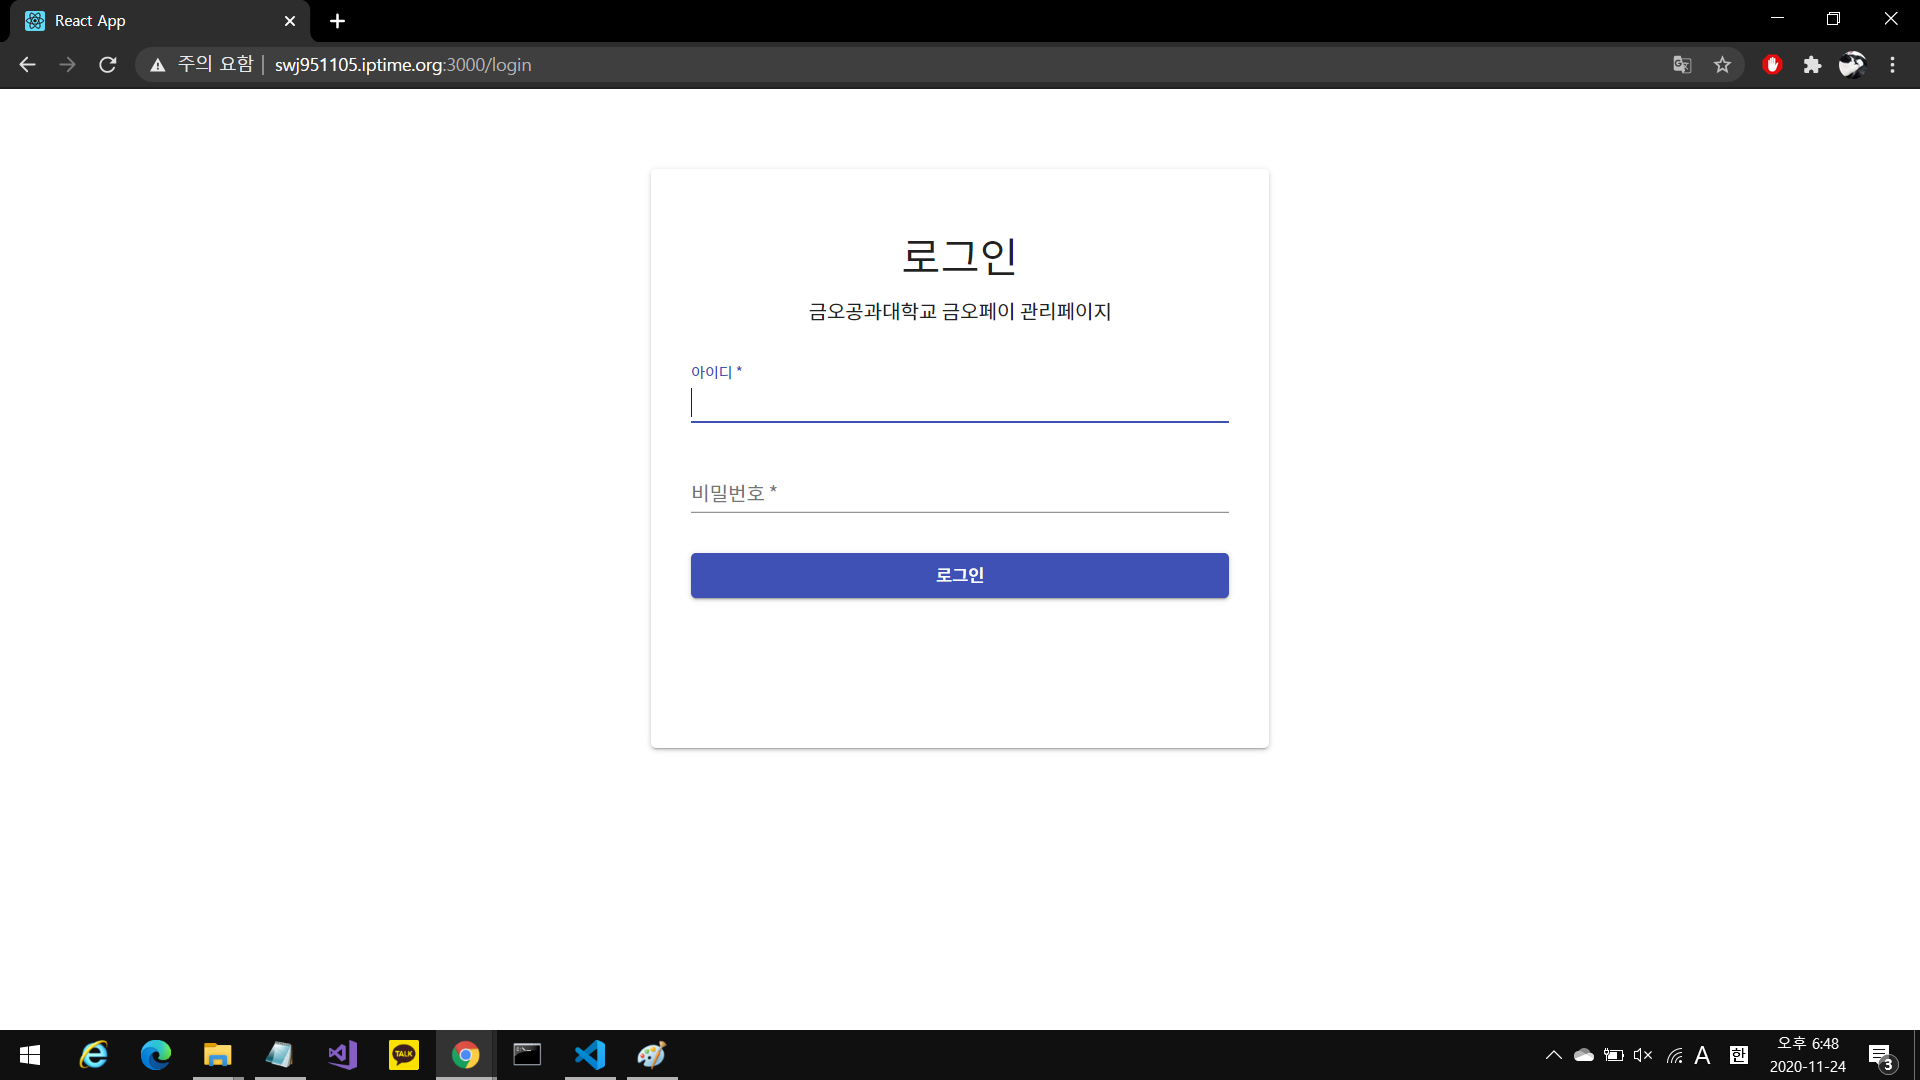 React App
주의 요함 | swj951105.iptime.org:3000/login
로그인
금오공과대학교 금오페이 관리페이지
아이디 *
비밀번호 *
로그인
TALK
A
한
오후 6:48
2020-11-24
3